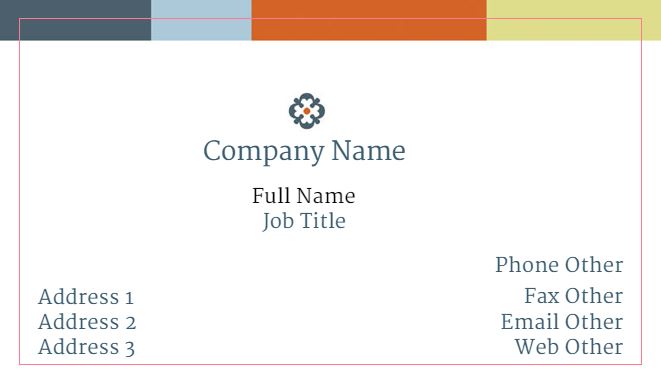 Company Name
Full Name
Job Title
Phone Other
Address 1
Fax Other
Address 2
Email Other
Address 3
Web Other